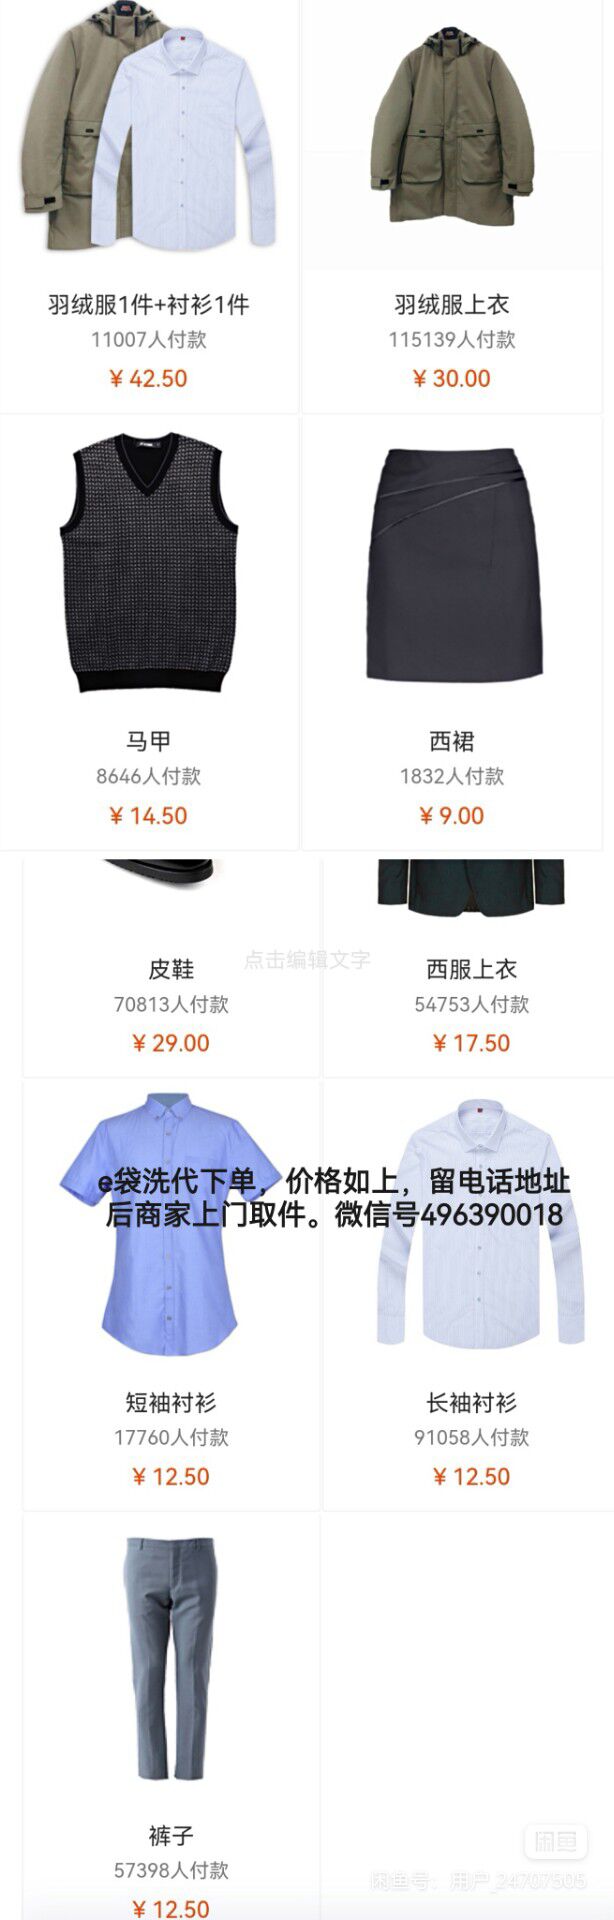 羽绒服1件+衬衫1件
11007人付款
¥ 42.50
羽绒服上衣
115139人付款
¥ 30.00
马甲
8646人付款
¥ 14.50
西裙
1832人付款
¥ 9.00
点击编辑文字
皮鞋
70813人付款
¥ 29.00
西服上衣
54753人付款
¥ 17.50
e袋洗代下单，价格如上，留电话地址
后商家上门取件。微信号496390018
短袖衬衫
17760人付款
¥ 12.50
长袖衬衫
91058人付款
¥ 12.50
裤子
57398人付款
¥ 12.50
闲鱼
闲鱼号：用户_24707505